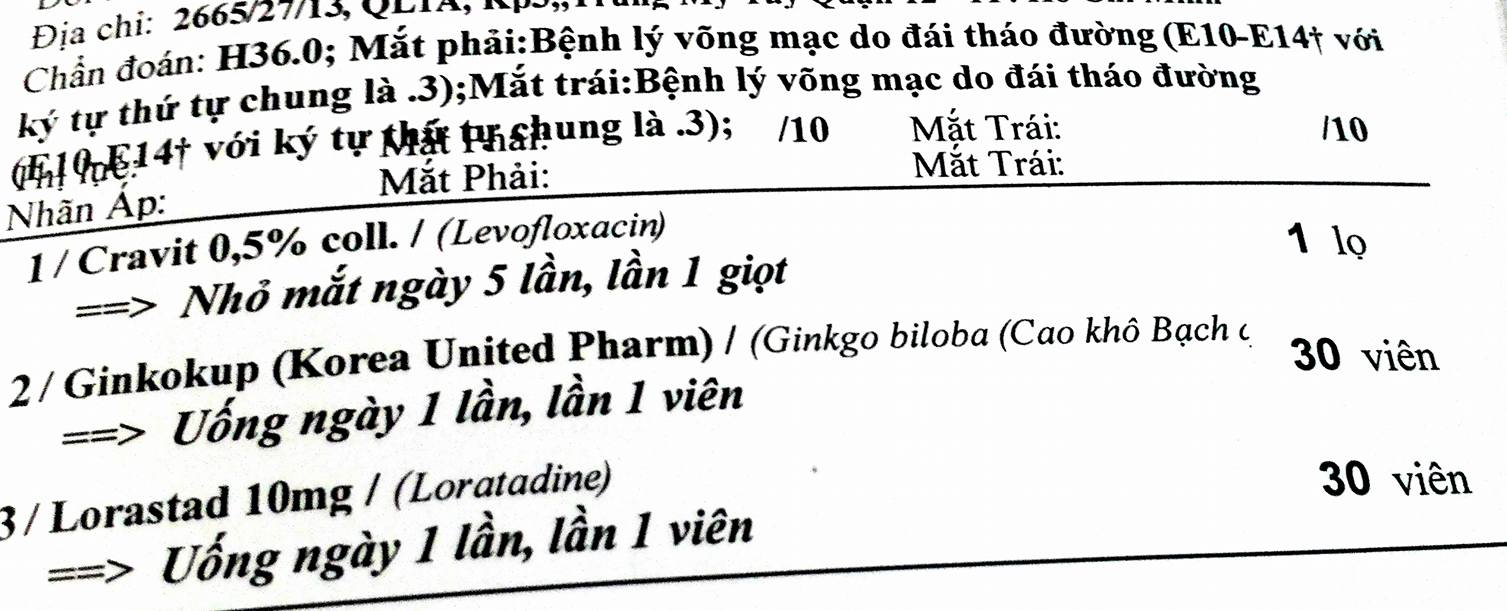 Địa chỉ: 2665/27/13, QL1A, Kp3,,Trung Mỹ Tây Quận 12
Chẩn đoán: H36.0; Mắt phải:Bệnh lý võng mạc do đái tháo đường (E10-E14† với
ký tự thứ tự chung là .3);Mắt trái:Bệnh lý võng mạc do đái tháo đường
(E10-E14† với ký tự thứ tự chung là .3);
Thị lực: Mắt Phải: /10 Mắt Trái: /10
Nhãn Áp: Mắt Phải: Mắt Trái:
1 / Cravit 0,5% coll. / (Levofloxacin) 1 lọ
==> Nhỏ mắt ngày 5 lần, lần 1 giọt
2 / Ginkokup (Korea United Pharm) / (Ginkgo biloba (Cao khô Bạch 30 viên
==> Uống ngày 1 lần, lần 1 viên
3 / Lorastad 10mg / (Loratadine) 30 viên
==> Uống ngày 1 lần, lần 1 viên